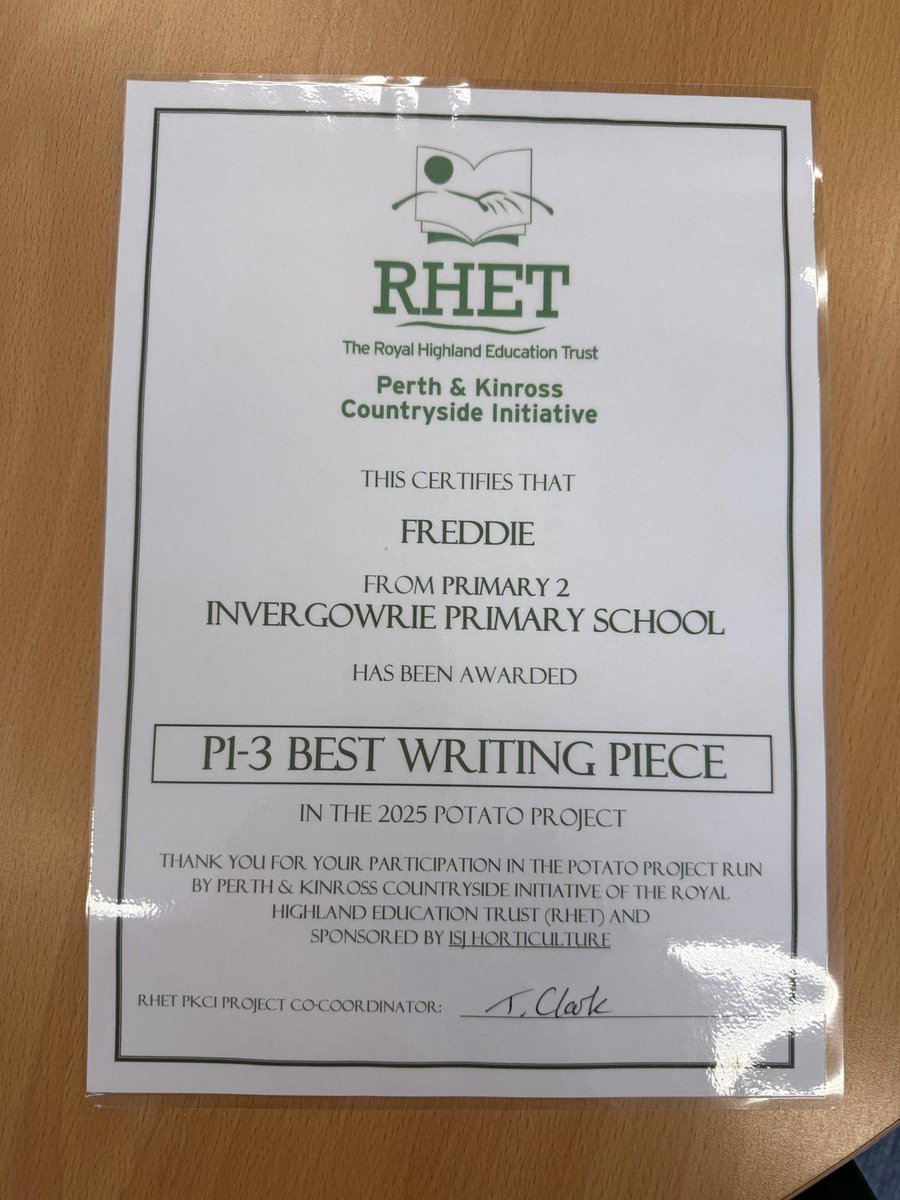 RHET
The Royal Highland Education Trust
Perth & Kinross
Countryside Initiative
THIS CERTIFIES THAT
FREDDIE
FROM PRIMARY 2
INVERGOWRIE PRIMARY SCHOOL
HAS BEEN AWARDED
P1-3 BEST WRITING PIECE
IN THE 2025 POTATO PROJECT
THANK YOU FOR YOUR PARTICIPATION IN THE POTATO PROJECT RUN
BY PERTH & KINROSS COUNTRYSIDE INITIATIVE OF THE ROYAL
HIGHLAND EDUCATION TRUST (RHET) AND
SPONSORED BY ISJ HORTICULTURE
RHET PKCI PROJECT CO-COORDINATOR: T. Clark